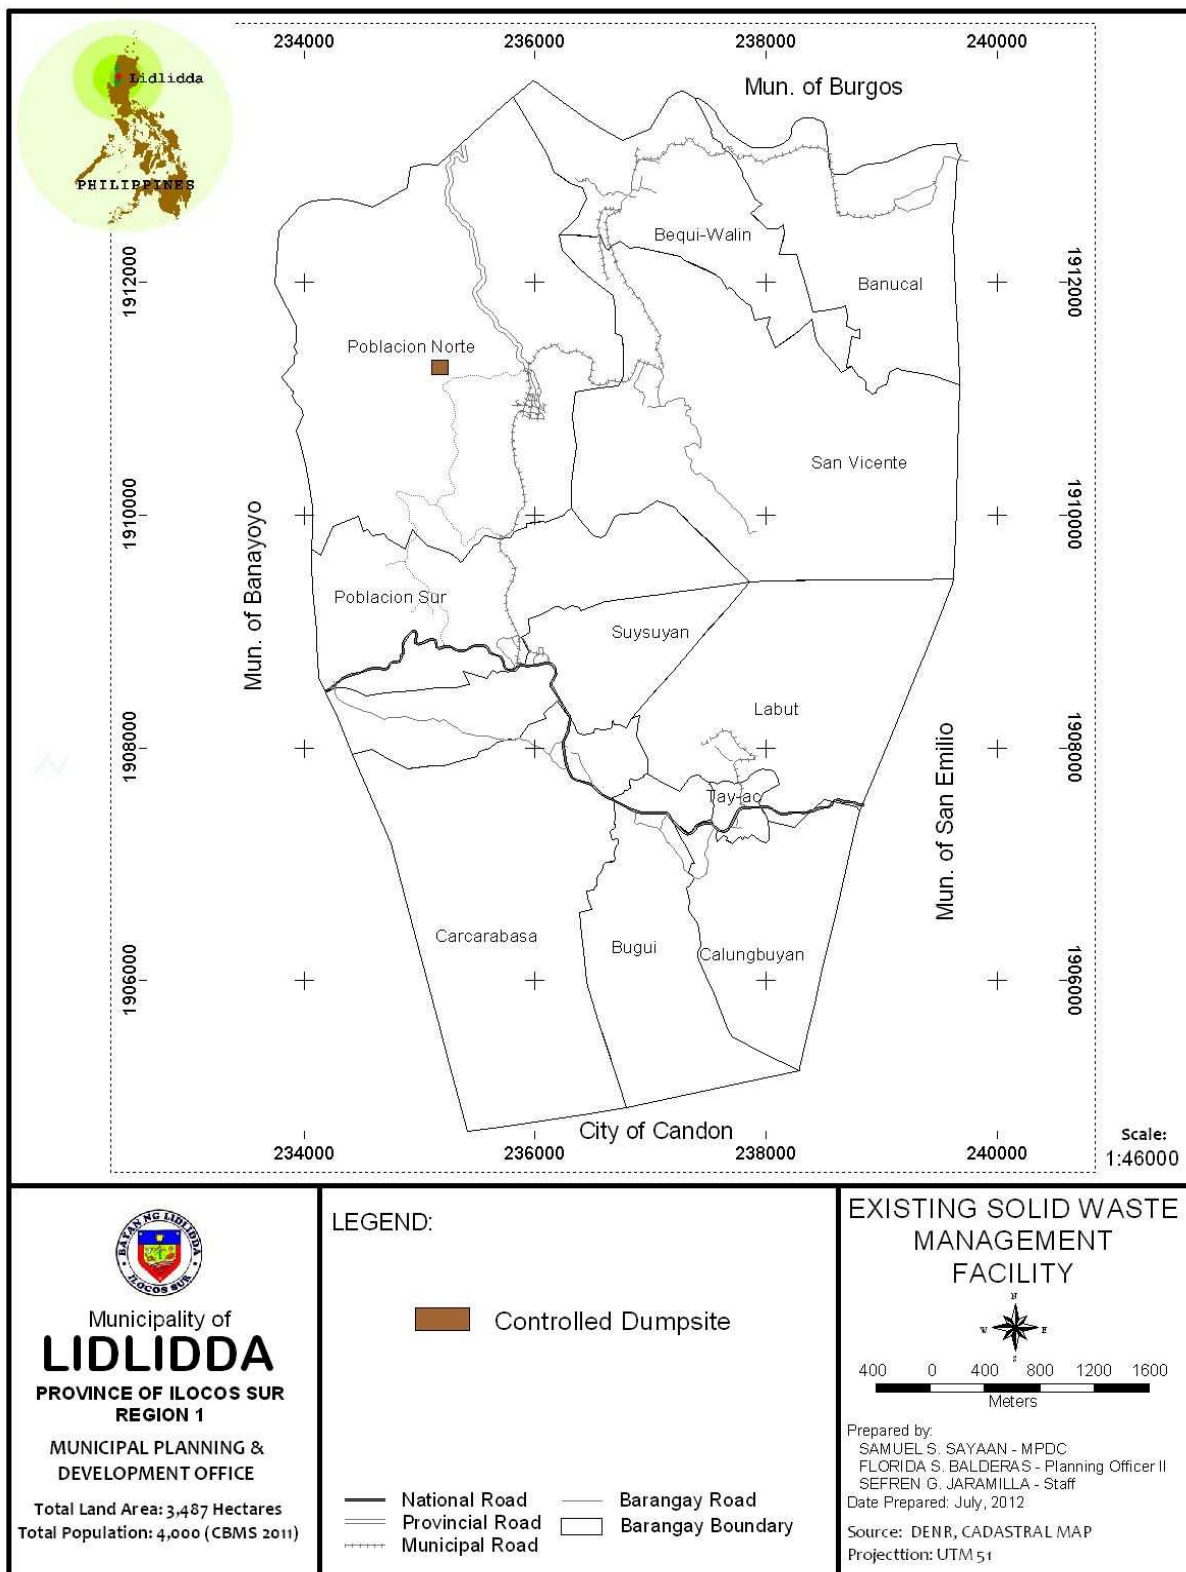 234000
236000
238000
240000
Lidlidda
PHILIPPINES
Mun. of Burgos
Bequi-Walin
Banucal
1912000
1912000
Poblacion Norte
San Vicente
1910000
1910000
Mun. of Banayoyo
Poblacion Sur
Suysuyan
Labut
1908000
1908000
Tay-ac
Mun. of San Emilio
Carcarabasa
Bugui
Calungbuyan
1906000
1906000
City of Candon
234000
236000
238000
240000
Scale:
1:46000
BAYAN NG LIDLIDDA
ILOCOS SUR
Municipality of
LIDLIDDA
PROVINCE OF ILOCOS SUR
REGION 1
MUNICIPAL PLANNING &
DEVELOPMENT OFFICE
Total Land Area: 3,487 Hectares
Total Population: 4,000 (CBMS 2011)
LEGEND:
Controlled Dumpsite
National Road
Provincial Road
Municipal Road
Barangay Road
Barangay Boundary
EXISTING SOLID WASTE
MANAGEMENT
FACILITY
N
W E
S
400 0 400 800 1200 1600
Meters
Prepared by:
SAMUEL S. SAYAAN - MPDC
FLORIDA S. BALDERAS - Planning Officer II
SEFREN G. JARAMILLA - Staff
Date Prepared: July, 2012
Source: DENR, CADASTRAL MAP
Projecttion: UTM 51